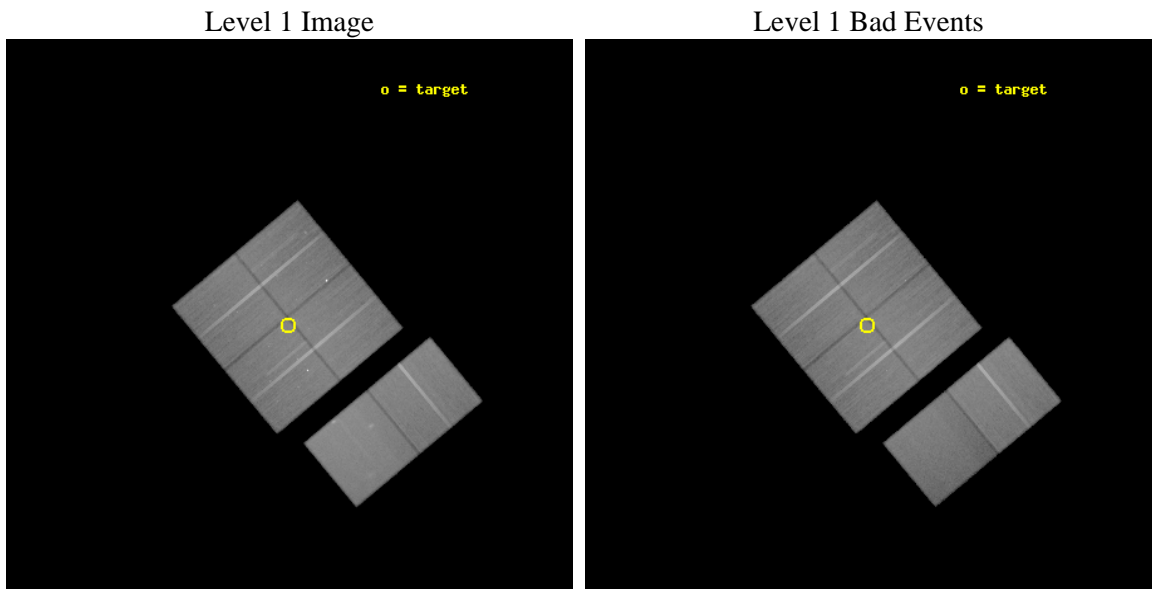 Level 1 Image
Level 1 Bad Events
o = target
o = target